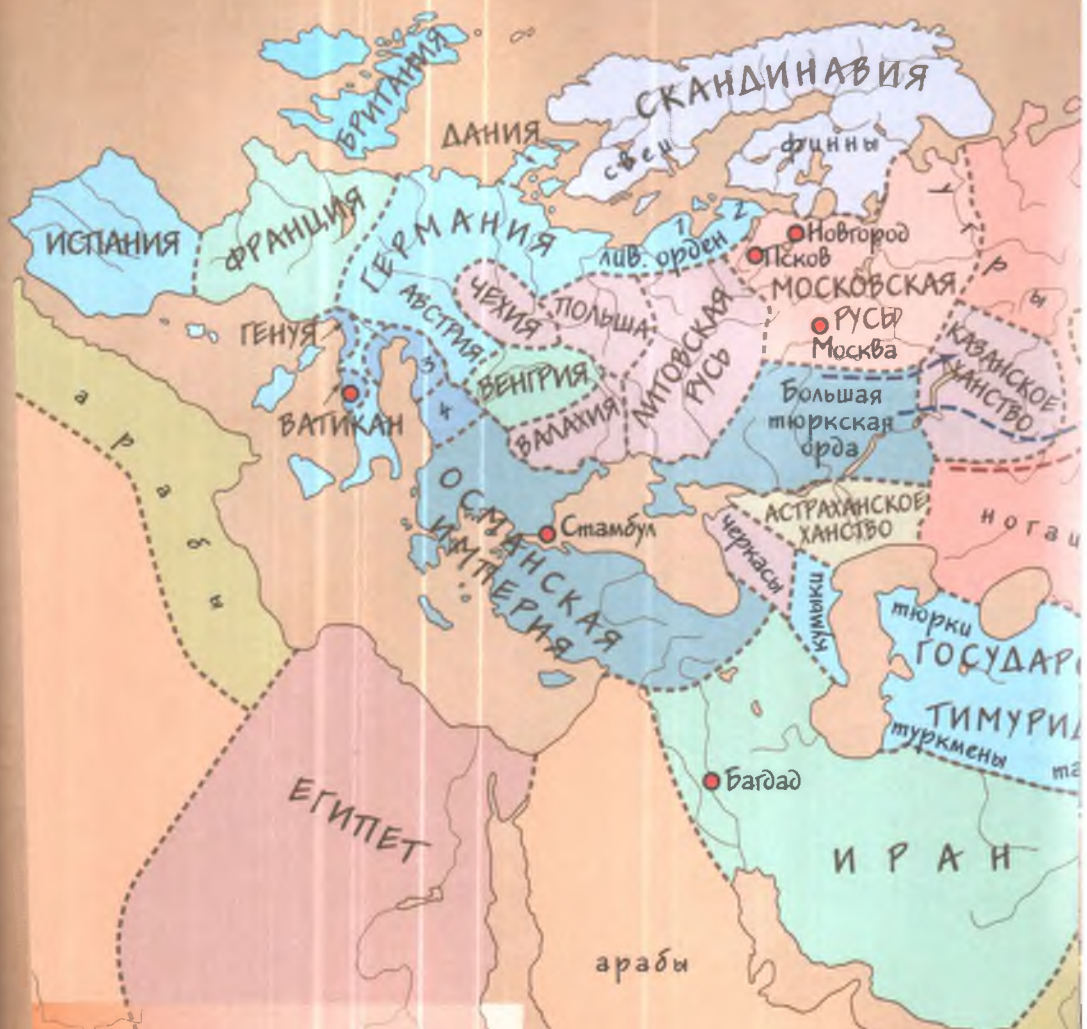 БРИТАНИЯ
СКАНДИНАВИЯ
ДАНИЯ
свеи
финны
угры
ИСПАНИЯ
ФРАНЦИЯ
ГЕРМАНИЯ
1
2
лив. орден
Новгород
Псков
МОСКОВСКАЯ
РУСЬ
Москва
ЧЕХИЯ
ПОЛЬША
ЛИТОВСКАЯ
РУСЬ
АВСТРИЯ
ГЕНУЯ
3
4
ВЕНГРИЯ
ВАЛАХИЯ
ВАТИКАН
КАЗАНСКОЕ
ХАНСТВО
Большая
тюркская
орда
арабы
ОСМАНСКАЯ
ИМПЕРИЯ
Стамбул
АСТРАХАНСКОЕ
ХАНСТВО
черкасы
кумыки
ногаи
тюрки
ГОСУДАР
ТИМУРИД
туркмены
та
Багдад
ИРАН
ЕГИПЕТ
арабы